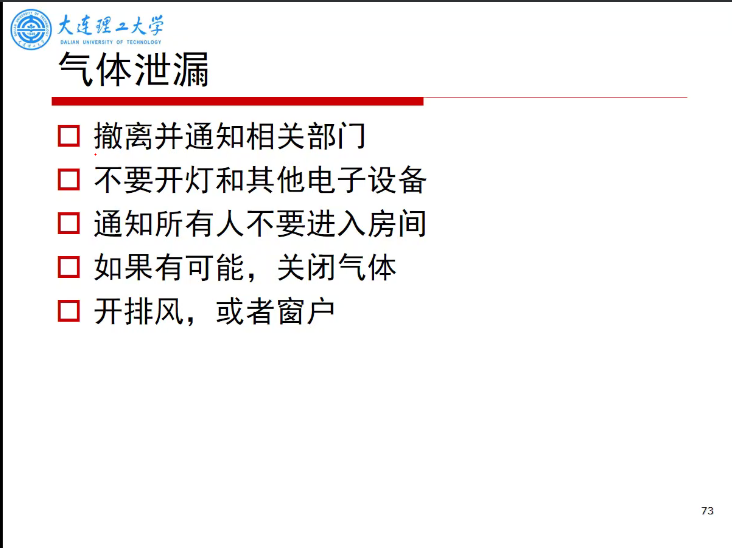 大连理工大学
DALIAN UNIVERSITY OF TECHNOLOGY
气体泄漏
撤离并通知相关部门
不要开灯和其他电子设备
通知所有人不要进入房间
如果有可能，关闭气体
开排风，或者窗户
73